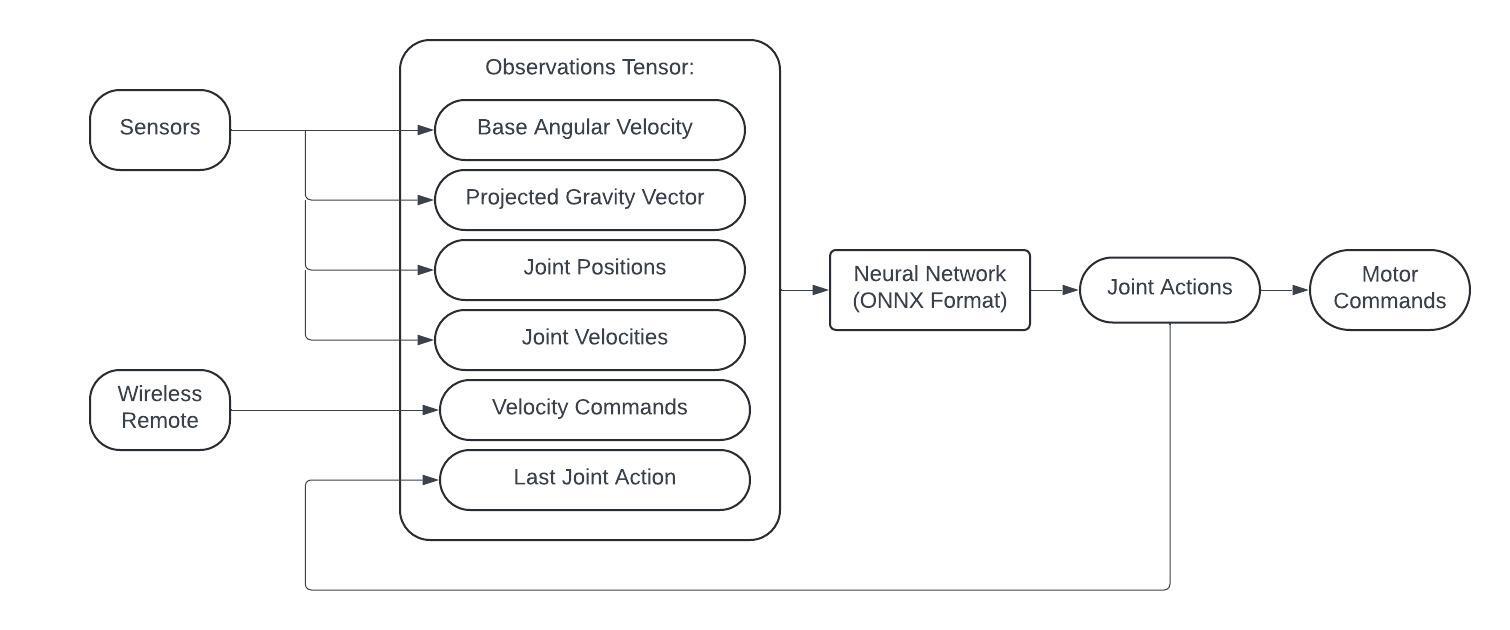 Observations Tensor:
Sensors
Base Angular Velocity
Projected Gravity Vector
Joint Positions
Joint Velocities
Wireless
Remote
Velocity Commands
Last Joint Action
Neural Network
(ONNX Format)
Joint Actions
Motor
Commands